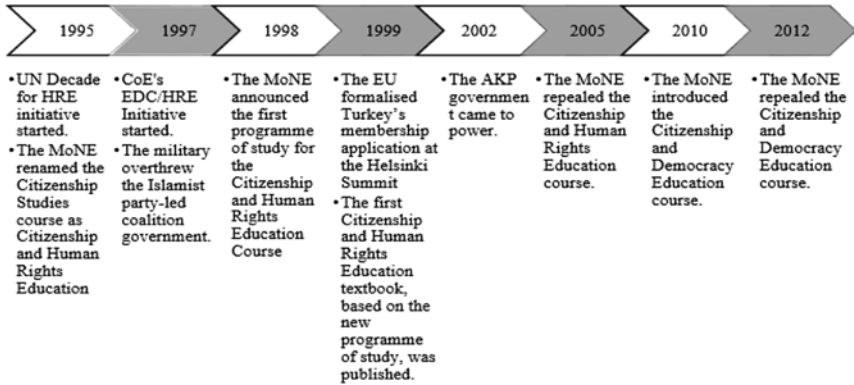 1995
1997
1998
1999
2002
2005
2010
2012
•UN Decade
for HRE
initiative
started.
•The MoNE
renamed the
Citizenship
Studies
course as
Citizenship
and Human
Rights
Education
•CoE's
EDC/HRE
Initiative
started.
•The military
overthrew the
Islamist
party-led
coalition
government.
•The MoNE
announced
the first
programme
of study for
the
Citizenship
and Human
Rights
Education
Course
•The EU
formalised
Turkey’s
membership
application at
the Helsinki
Summit
•The first
Citizenship
and Human
Rights
Education
textbook,
based on the
new
programme
of study, was
published.
•The AKP
governmen
t came to
power.
•The MoNE
repealed the
Citizenship
and Human
Rights
Education
course.
•The MoNE
introduced
the
Citizenship
and
Democracy
Education
course.
•The MoNE
repealed the
Citizenship
and
Democracy
Education
course.